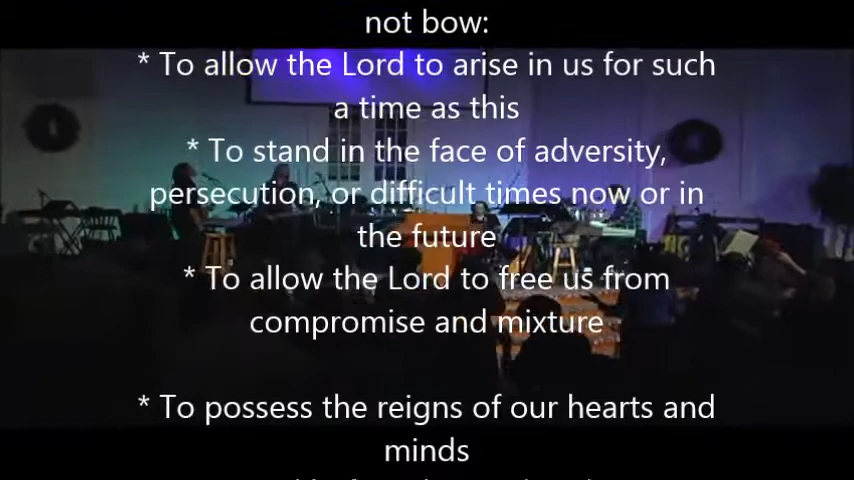 not bow:
* To allow the Lord to arise in us for such
a time as this
* To stand in the face of adversity,
persecution, or difficult times now or in
the future
* To allow the Lord to free us from
compromise and mixture
* To possess the reigns of our hearts and
minds